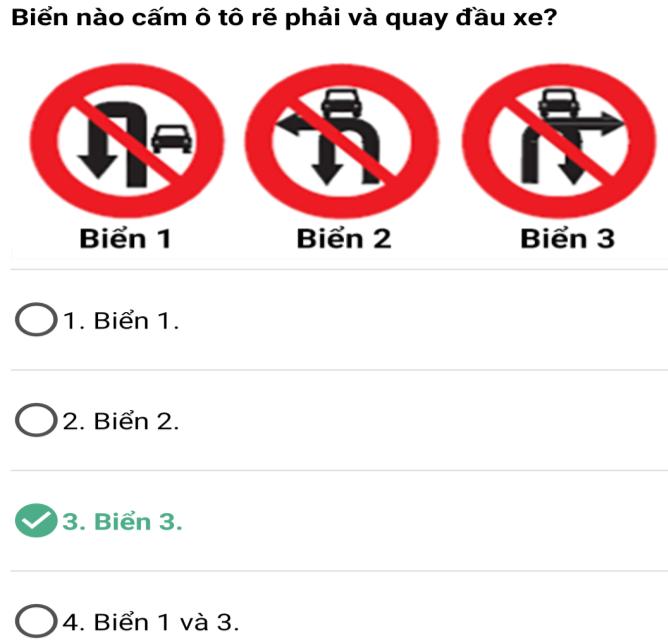 Biển nào cấm ô tô rẽ phải và quay đầu xe?
Biển 1 Biển 2 Biển 3
1. Biển 1.
2. Biển 2.
3. Biển 3.
4. Biển 1 và 3.